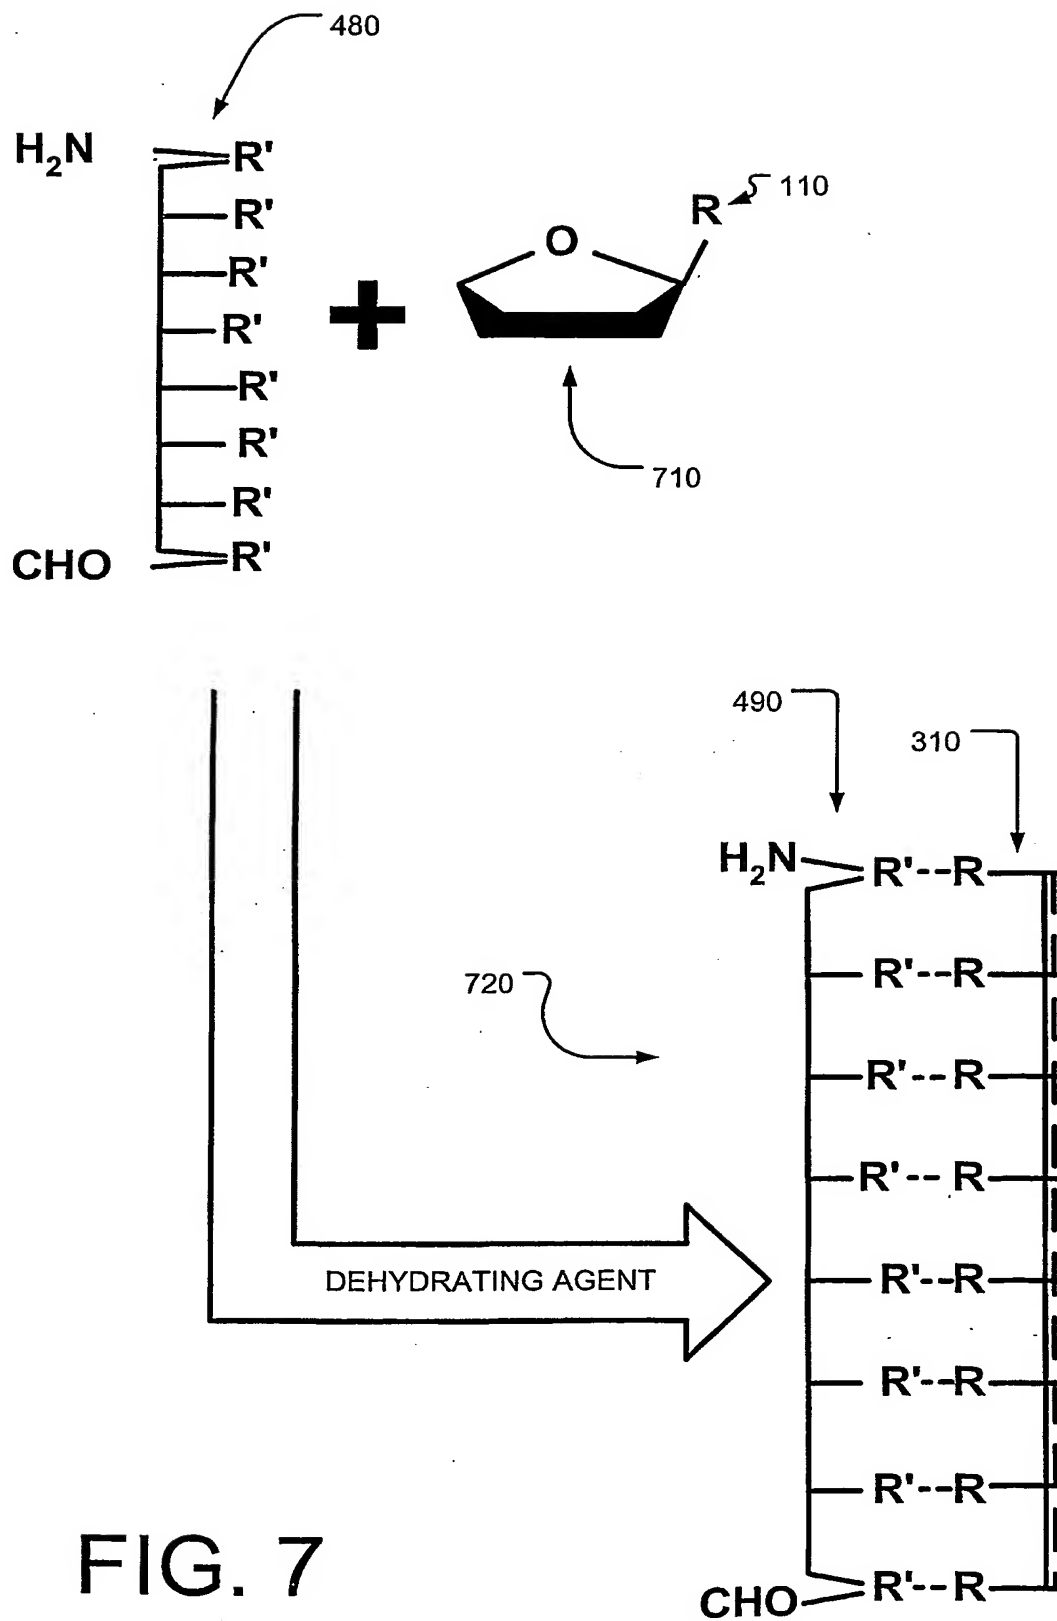 480
H₂N R'
R'
R' 110
R
R' O
R' +
R'
R'
R' 710
CHO R'
490
310
H₂N R'--R
720 R'--R
R'--R
R'-- R
DEHYDRATING AGENT R'--R
R'--R
R'--R
FIG. 7
CHO R'--R